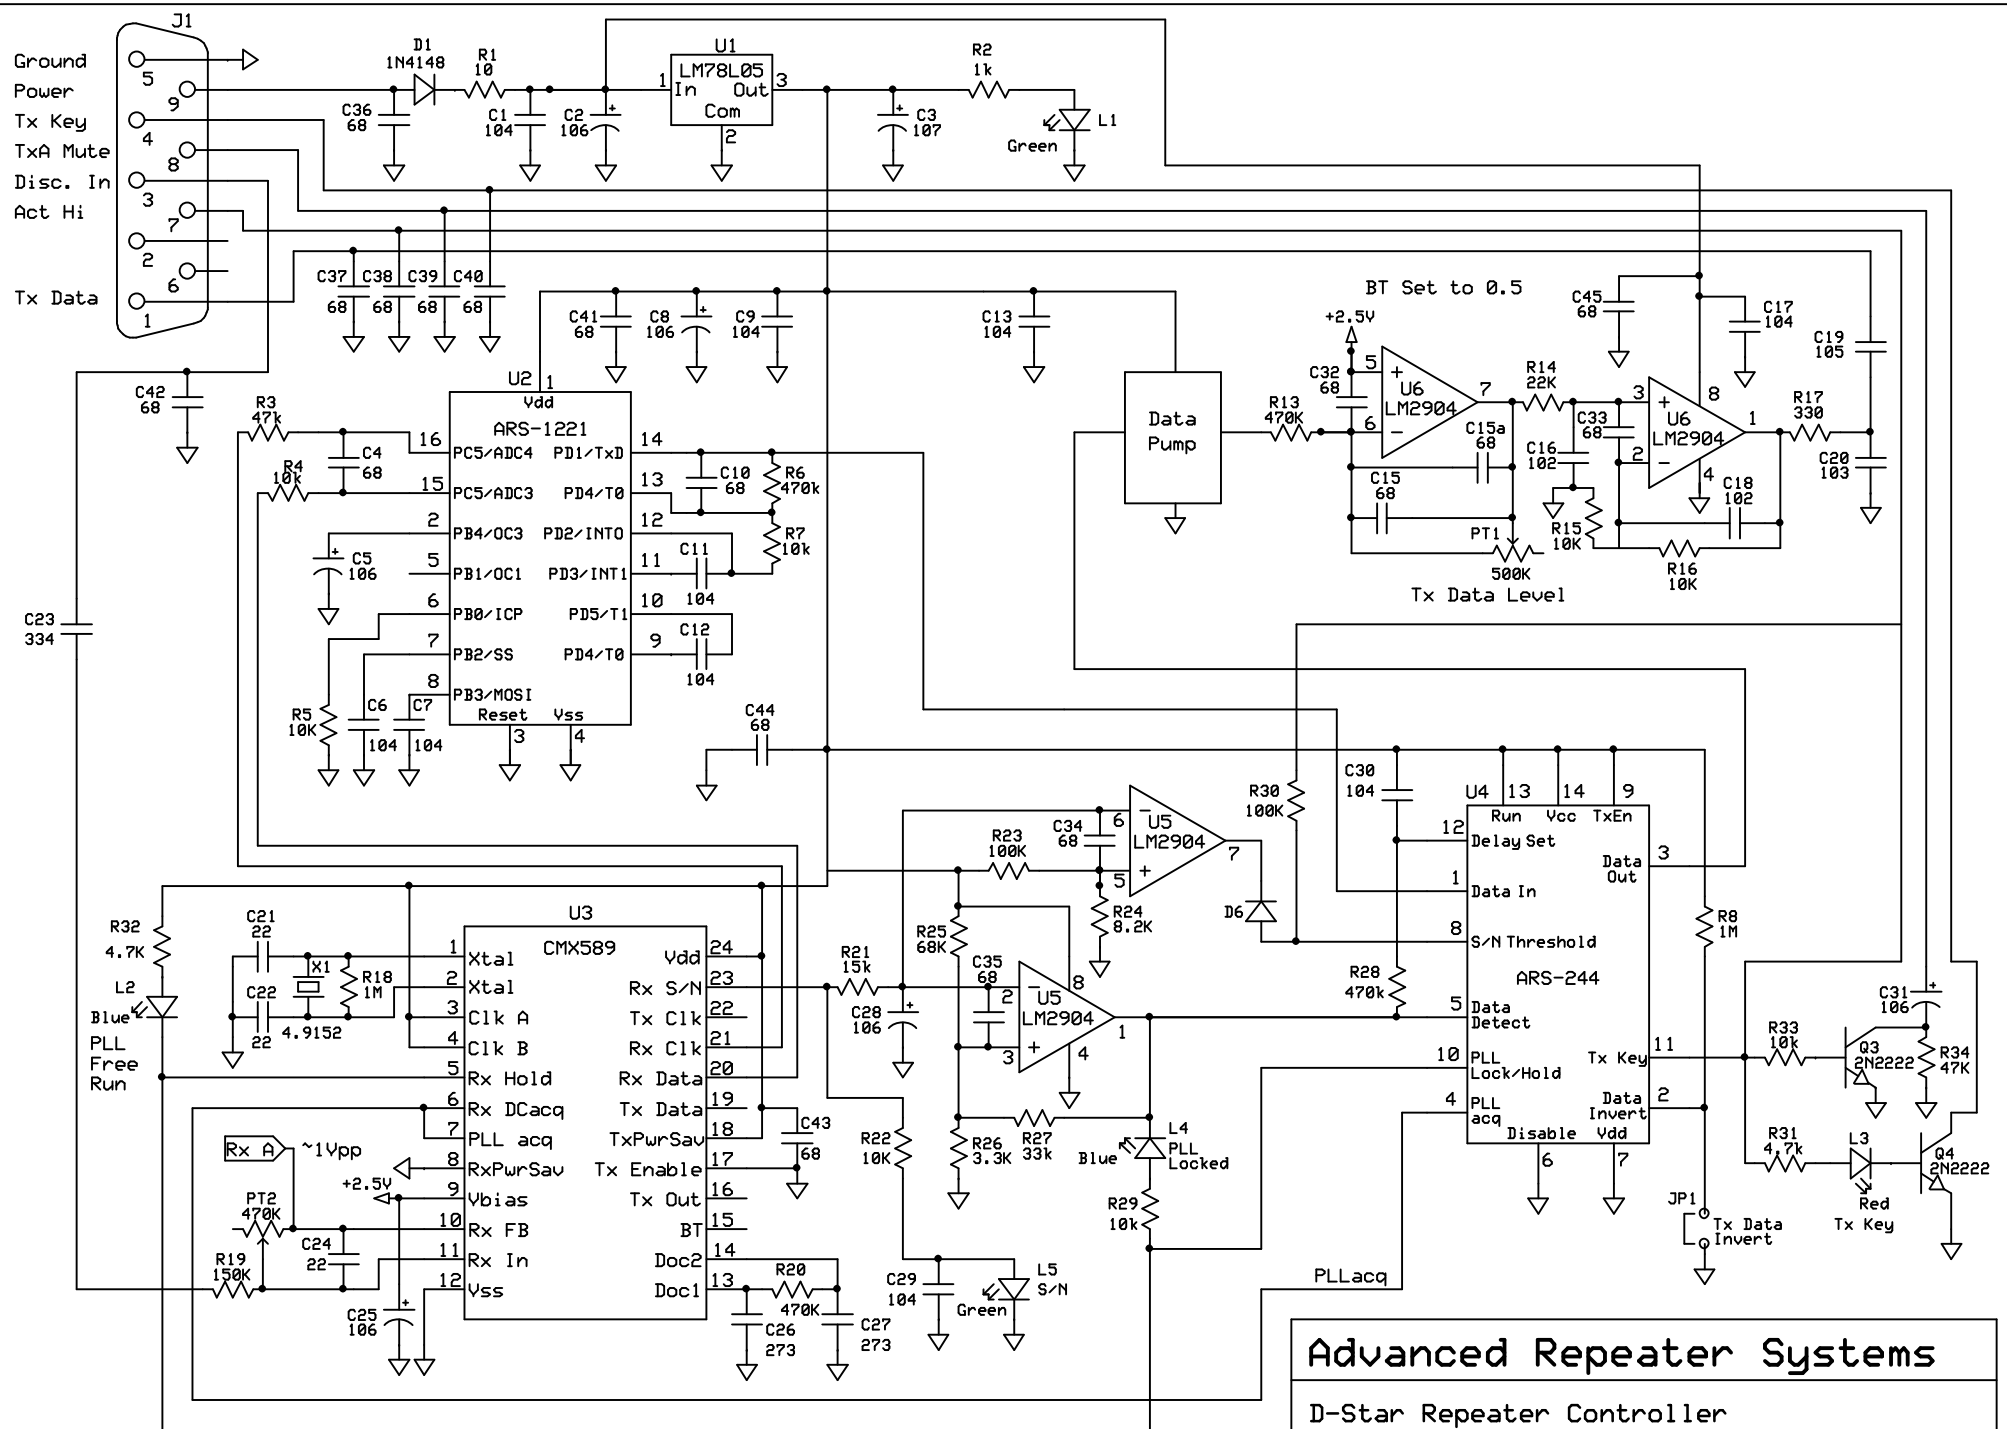 J1
Ground
Power
Tx Key
TxA Mute
Disc. In
Act Hi
Tx Data
5
9
4
8
3
7
2
6
1
D1
1N4148
R1
10
C36
68
C1
104
C2
106
U1
LM78L05
1
In
Out
3
Com
2
C3
107
R2
1k
L1
Green
C37
68
C38
68
C39
68
C40
68
C41
68
C8
106
C9
104
C13
104
C42
68
C23
334
R3
47k
C4
68
R4
10k
C5
106
R5
10K
C6
104
C7
104
U2
1
Vdd
ARS-1221
16
PC5/ADC4
15
PC5/ADC3
2
PB4/OC3
5
PB1/OC1
6
PB0/ICP
7
PB2/SS
8
PB3/MOSI
PD1/TxD
14
PD4/T0
13
PD2/INT0
12
PD3/INT1
11
PD5/T1
10
PD4/T0
9
Reset
3
Vss
4
C10
68
R6
470k
R7
10k
C11
104
C12
104
C44
68
Data
Pump
BT Set to 0.5
+2.5V
C32
68
R13
470K
5
+
6
-
U6
LM2904
7
C15a
68
C15
68
PT1
500K
Tx Data Level
R14
22K
C16
102
C33
68
R15
10K
R16
10K
C18
102
C45
68
C17
104
3
+
2
-
U6
LM2904
8
4
1
R17
330
C19
105
C20
103
R30
100K
C30
104
R28
470k
D6
U4
13
Run
14
Vcc
9
TxEn
12
Delay Set
1
Data In
8
S/N Threshold
ARS-244
5
Data
Detect
10
PLL
Lock/Hold
4
PLL
acq
Data
Out
3
Tx Key
11
Data
Invert
2
Disable
6
Vdd
7
R8
1M
JP1
Tx Data
Invert
R33
10k
Q3
2N2222
C31
106
R34
47K
R31
4.7k
L3
Red
Tx Key
Q4
2N2222
R32
4.7K
L2
Blue
PLL
Free
Run
C21
22
C22
22
X1
4.9152
R18
1M
U3
CMX589
1
Xtal
2
Xtal
3
Clk A
4
Clk B
5
Rx Hold
6
Rx DCacq
7
PLL acq
8
RxPwrSav
9
Vbias
10
Rx FB
11
Rx In
12
Vss
Vdd
24
Rx S/N
23
Tx Clk
22
Rx Clk
21
Rx Data
20
Tx Data
19
TxPwrSav
18
Tx Enable
17
Tx Out
16
BT
15
Doc2
14
Doc1
13
Rx A
~1Vpp
+2.5V
PT2
470K
R19
150K
C24
22
C25
106
C43
68
R20
470K
C26
273
C27
273
R21
15k
C28
106
R22
10K
C29
104
L5
S/N
Green
R23
100K
C34
68
R24
8.2K
R25
68K
C35
68
R26
3.3K
R27
33k
6
-
5
+
U5
LM2904
7
2
-
3
+
U5
LM2904
8
4
1
L4
PLL
Locked
Blue
R29
10k
PLLacq
Advanced Repeater Systems
D-Star Repeater Controller